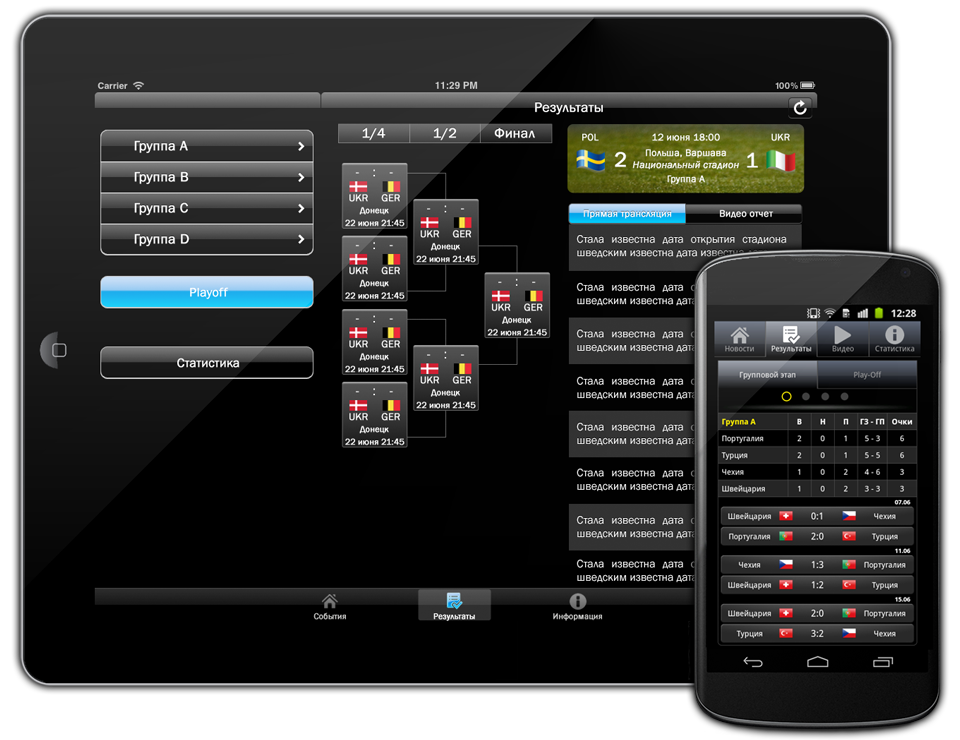 Carrier
11:29 PM
100%
Результаты
Группа A
Группа B
Группа C
Группа D
Playoff
Статистика
1/4
1/2
Финал
- : -
UKR GER
Донецк
22 июня 21:45
- : -
UKR GER
Донецк
22 июня 21:45
- : -
UKR GER
Донецк
22 июня 21:45
- : -
UKR GER
Донецк
22 июня 21:45
- : -
UKR GER
Донецк
22 июня 21:45
- : -
UKR GER
Донецк
22 июня 21:45
- : -
UKR GER
Донецк
22 июня 21:45
POL 12 июня 18:00 UKR
2 Польша, Варшава 1
Национальный стадион
Группа А
Прямая трансляция
Видео отчет
Стала известна дата открытия стадиона
шведским известна дата известна
Стала известна дата
шведским известна дата
Стала известна дата
шведским известна дата
Стала известна дата
шведским известна дата
Стала известна дата
шведским известна дата
Стала известна дата
шведским известна дата
Стала известна дата
шведским известна дата
Стала известна дата
шведским известна дата
События
Результаты
Информация
12:28
Новости
Результаты
Видео
Статистика
Групповой этап
Play-Off
Группа А В Н П ГЗ - ГП Очки
Португалия 2 0 1 5 - 3 6
Турция 2 0 1 5 - 5 6
Чехия 1 0 2 4 - 6 3
Швейцария 1 0 2 3 - 3 3
07.06
Швейцария 0:1 Чехия
Португалия 2:0 Турция
11.06
Чехия 1:3 Португалия
Швейцария 1:2 Турция
15.06
Швейцария 2:0 Португалия
Турция 3:2 Чехия